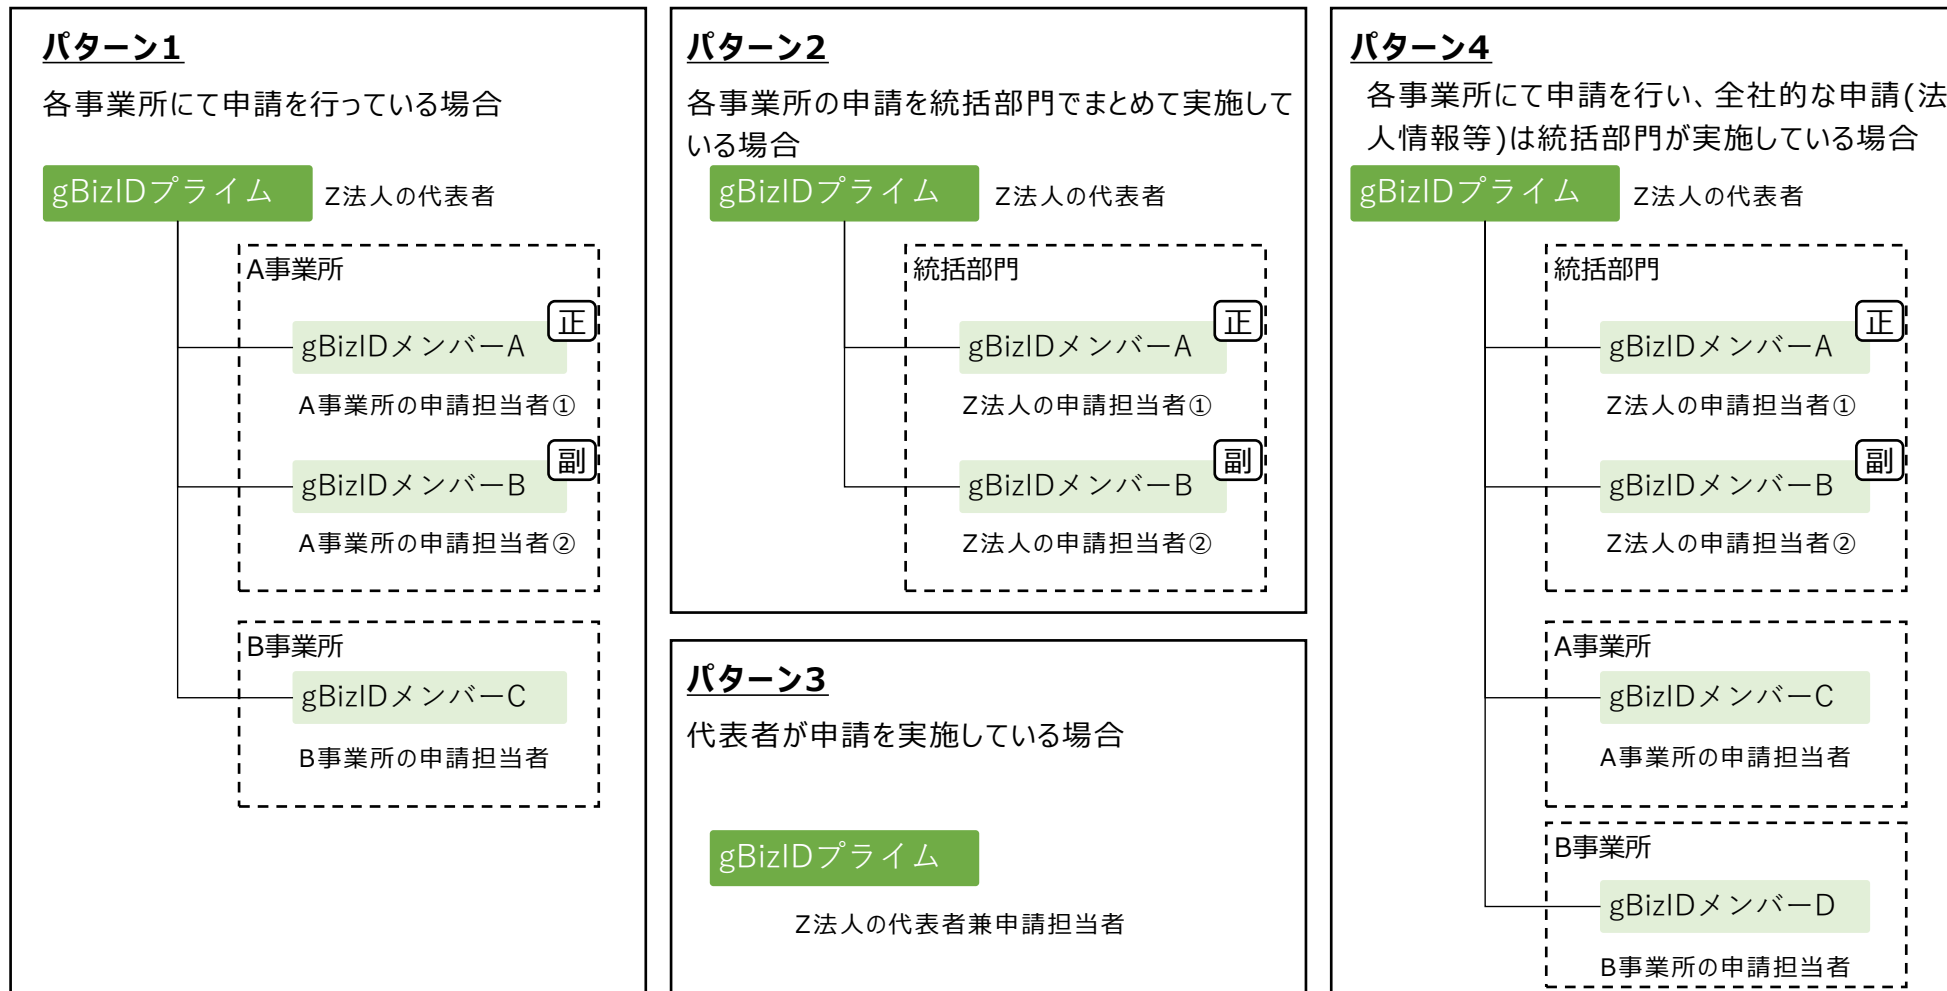 パターン1
各事業所にて申請を行っている場合
gBizIDプライム
Z法人の代表者
A事業所
正
gBizIDメンバーA
A事業所の申請担当者①
副
gBizIDメンバーB
A事業所の申請担当者②
B事業所
gBizIDメンバーC
B事業所の申請担当者
パターン2
各事業所の申請を統括部門でまとめて実施して
いる場合
gBizIDプライム
Z法人の代表者
統括部門
正
gBizIDメンバーA
Z法人の申請担当者①
副
gBizIDメンバーB
Z法人の申請担当者②
パターン3
代表者が申請を実施している場合
gBizIDプライム
Z法人の代表者兼申請担当者
パターン4
各事業所にて申請を行い、全社的な申請(法
人情報等)は統括部門が実施している場合
gBizIDプライム
Z法人の代表者
統括部門
正
gBizIDメンバーA
Z法人の申請担当者①
副
gBizIDメンバーB
Z法人の申請担当者②
A事業所
gBizIDメンバーC
A事業所の申請担当者
B事業所
gBizIDメンバーD
B事業所の申請担当者